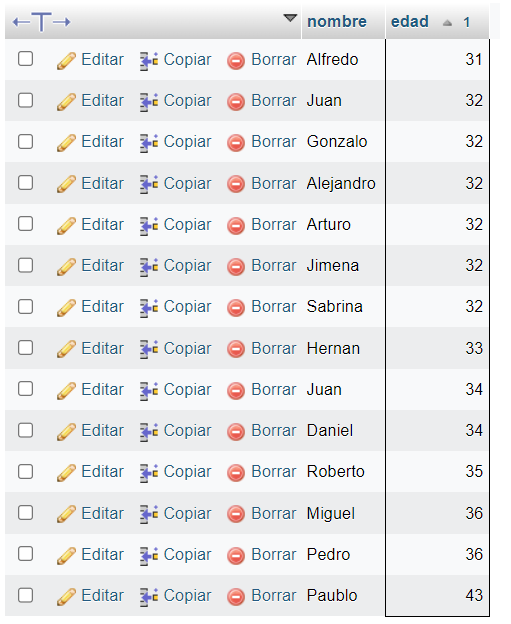 nombre edad 1
Editar Copiar Borrar Alfredo 31
Editar Copiar Borrar Juan 32
Editar Copiar Borrar Gonzalo 32
Editar Copiar Borrar Alejandro 32
Editar Copiar Borrar Arturo 32
Editar Copiar Borrar Jimena 32
Editar Copiar Borrar Sabrina 32
Editar Copiar Borrar Hernan 33
Editar Copiar Borrar Juan 34
Editar Copiar Borrar Daniel 34
Editar Copiar Borrar Roberto 35
Editar Copiar Borrar Miguel 36
Editar Copiar Borrar Pedro 36
Editar Copiar Borrar Paublo 43